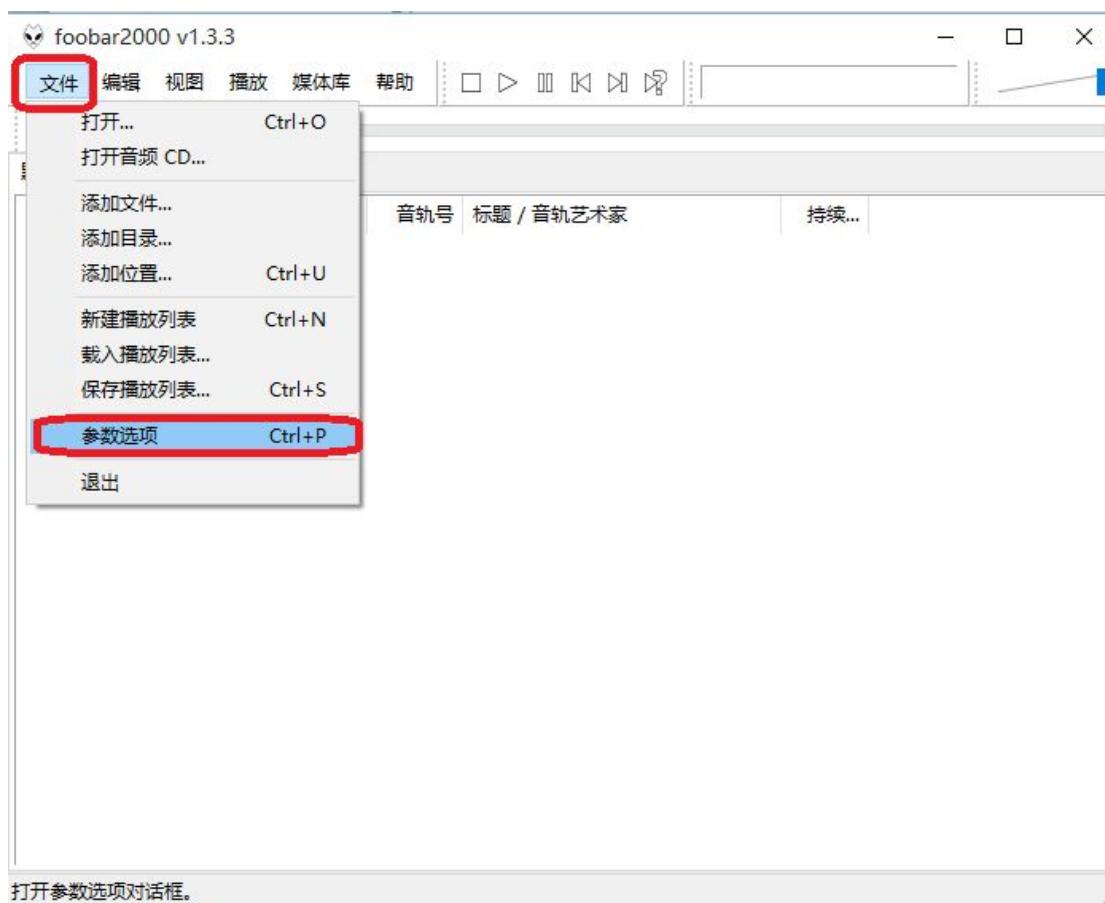 foobar2000 v1.3.3
文件 编辑 视图 播放 媒体库 帮助
打开... Ctrl+O
打开音频 CD...
添加文件...
音轨号 标题 / 音轨艺术家 持续...
添加目录...
添加位置... Ctrl+U
新建播放列表 Ctrl+N
载入播放列表...
保存播放列表... Ctrl+S
参数选项 Ctrl+P
退出
打开参数选项对话框。